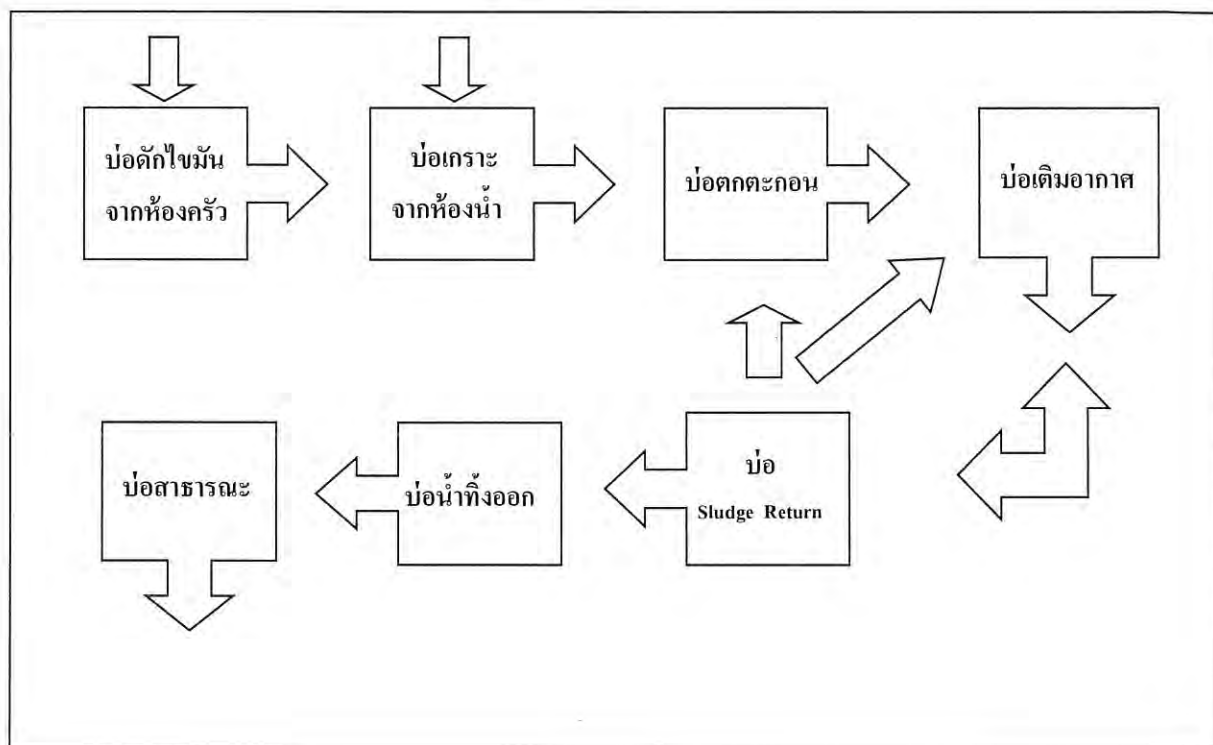 บ่อดักไขมัน
จากห้องครัว
บ่อเกราะ
จากห้องน้ำ
บ่อตกตะกอน
บ่อเติมอากาศ
บ่อสาธารณะ
บ่อน้ำทิ้งออก
บ่อ
Sludge Return